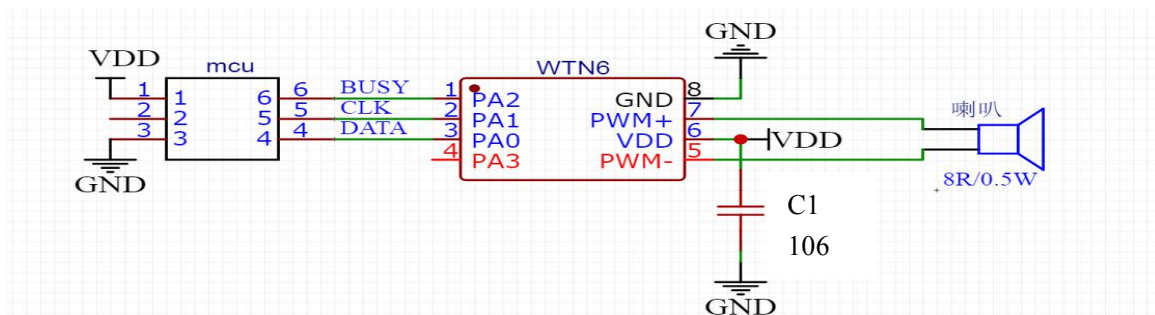 GND
VDD
mcu
WTN6
1 1 6 6 BUSY 1 PA2 GND 8
2 2 5 5 CLK 2 PA1 PWM+ 7
3 3 4 4 DATA 3 PA0 VDD 6 VDD
4 PA3 PWM- 5
喇叭
8R/0.5W
GND
C1
106
GND